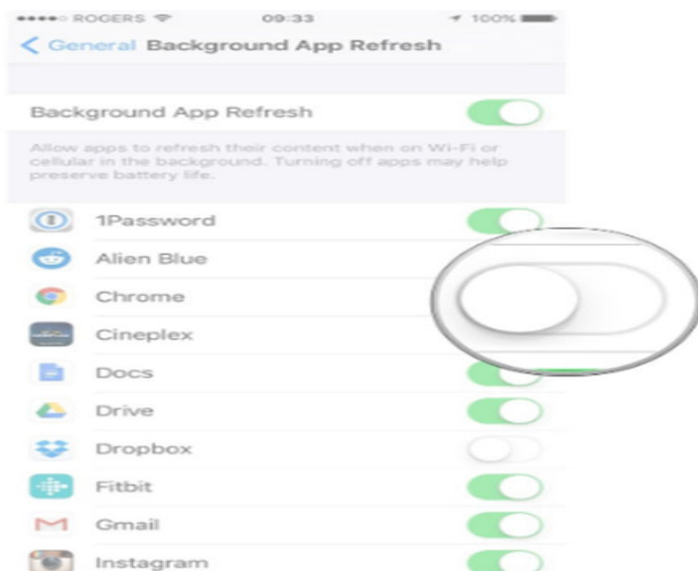 ROGERS 09:33 100%
General Background App Refresh
Background App Refresh
Allow apps to refresh their content when on Wi-Fi or
cellular in the background. Turning off apps may help
preserve battery life.
1Password
Alien Blue
Chrome
Cineplex
Docs
Drive
Dropbox
Fitbit
Gmail
Instagram